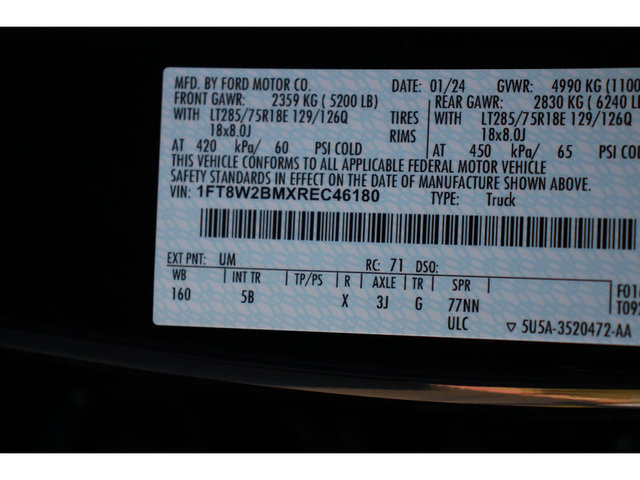 MFD. BY FORD MOTOR CO. DATE: 01/24 GVWR: 4990 KG (1100
FRONT GAWR: 2359 KG ( 5200 LB) REAR GAWR: 2830 KG ( 6240 LB
WITH LT285/75R18E 129/126Q TIRES WITH LT285/75R18E 129/126Q
18x8.0J RIMS 18x8.0J
AT 420 kPa/ 60 PSI COLD AT 450 kPa/ 65 PSI COL
THIS VEHICLE CONFORMS TO ALL APPLICABLE FEDERAL MOTOR VEHICLE
SAFETY STANDARDS IN EFFECT ON THE DATE OF MANUFACTURE SHOWN ABOVE.
VIN: 1FT8W2BMXREC46180 TYPE: Truck
EXT PNT: UM RC: 71 DSO:
WB INT TR TP/PS R AXLE TR SPR
160 5B X 3J G 77NN
ULC
F01
T092
▽ 5U5A-3520472-AA